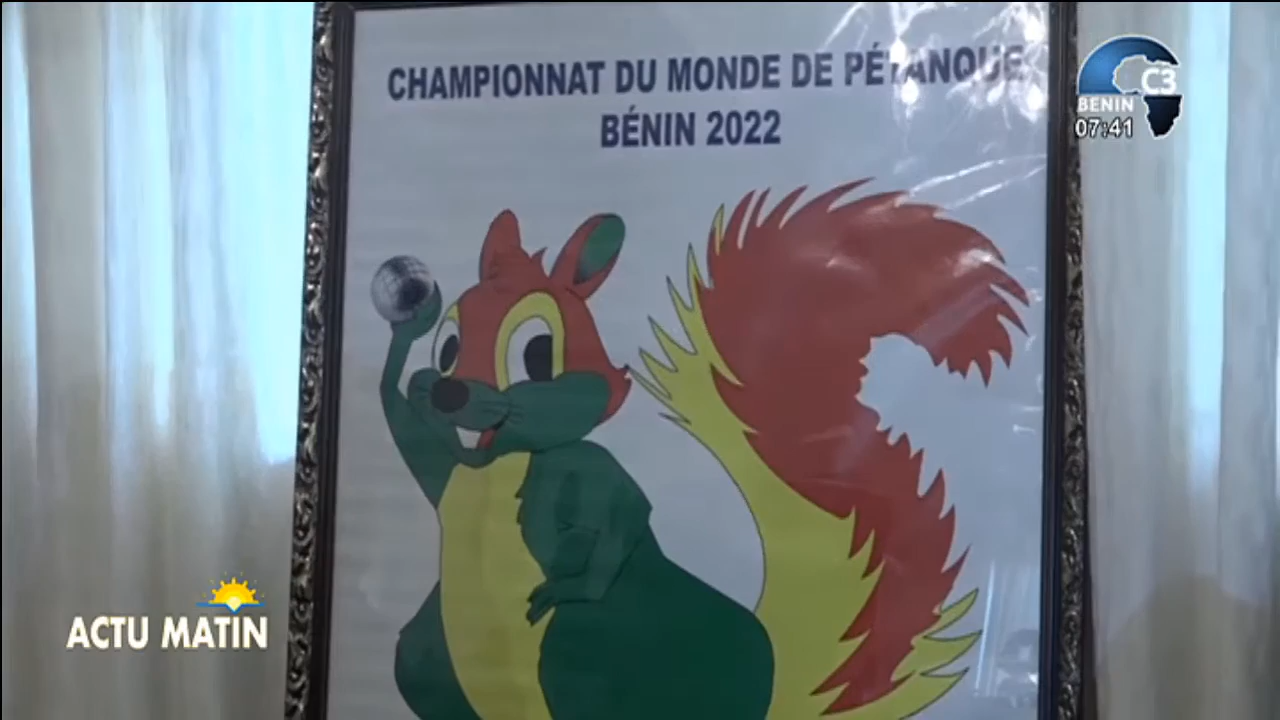 CHAMPIONNAT DU MONDE DE PÉTANQUE
BÉNIN 2022
C3
BENIN
07:41
ACTU MATIN